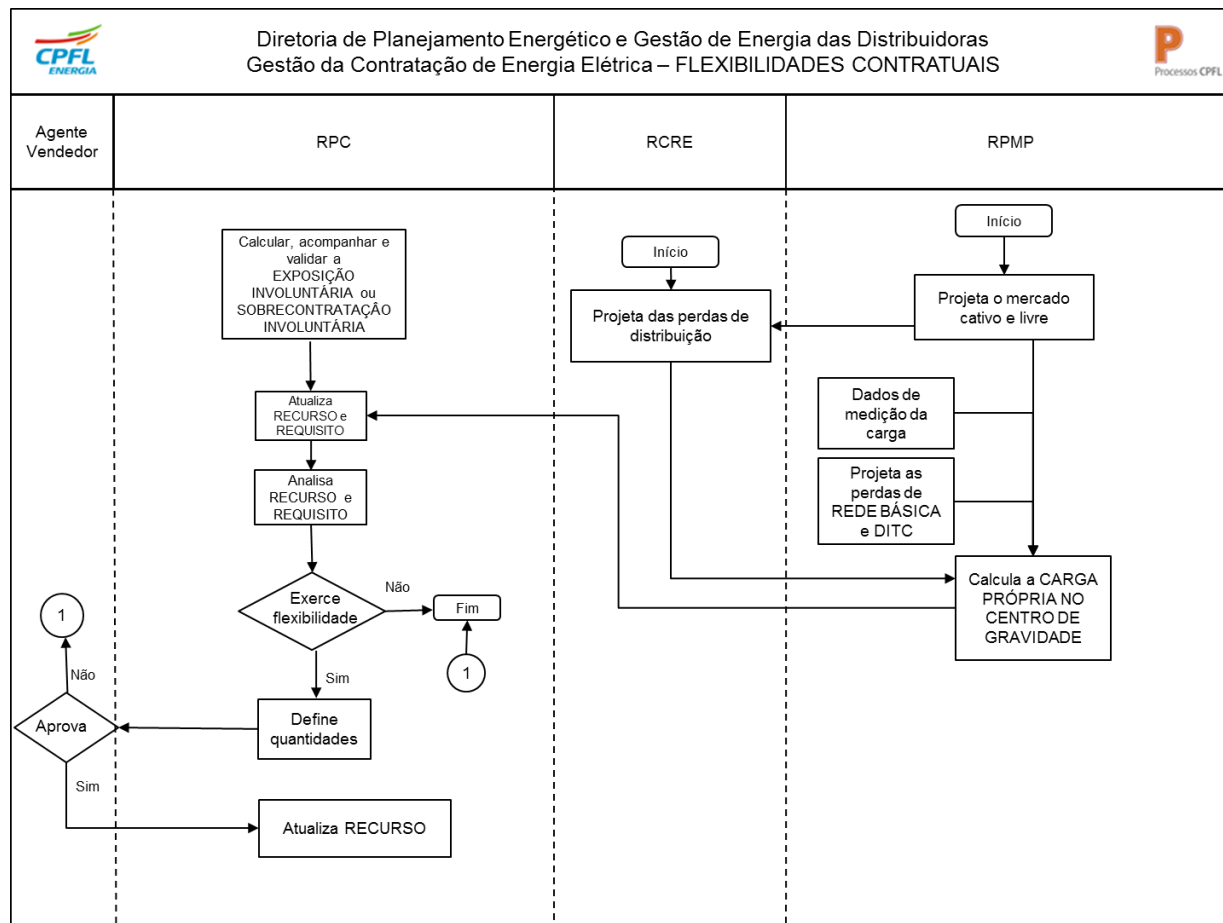 CPFL
ENERGIA
Diretoria de Planejamento Energético e Gestão de Energia das Distribuidoras
Gestão da Contratação de Energia Elétrica – FLEXIBILIDADES CONTRATUAIS
P
Processos CPFL
Agente
Vendedor
RPC
RCRE
RPMP
Calcular, acompanhar e
validar a
EXPOSIÇÃO
INVOLUNTÁRIA ou
SOBRECONTRATAÇÃO
INVOLUNTÁRIA
Atualiza
RECURSO e
REQUISITO
Analisa
RECURSO e
REQUISITO
Exerce
flexibilidade
Não
Fim
1
Sim
Define
quantidades
1
Não
Aprova
Sim
Atualiza RECURSO
Início
Projeta das perdas de
distribuição
Início
Projeta o mercado
cativo e livre
Dados de
medição da
carga
Projeta as
perdas de
REDE BÁSICA
e DITC
Calcula a CARGA
PRÓPRIA NO
CENTRO DE
GRAVIDADE